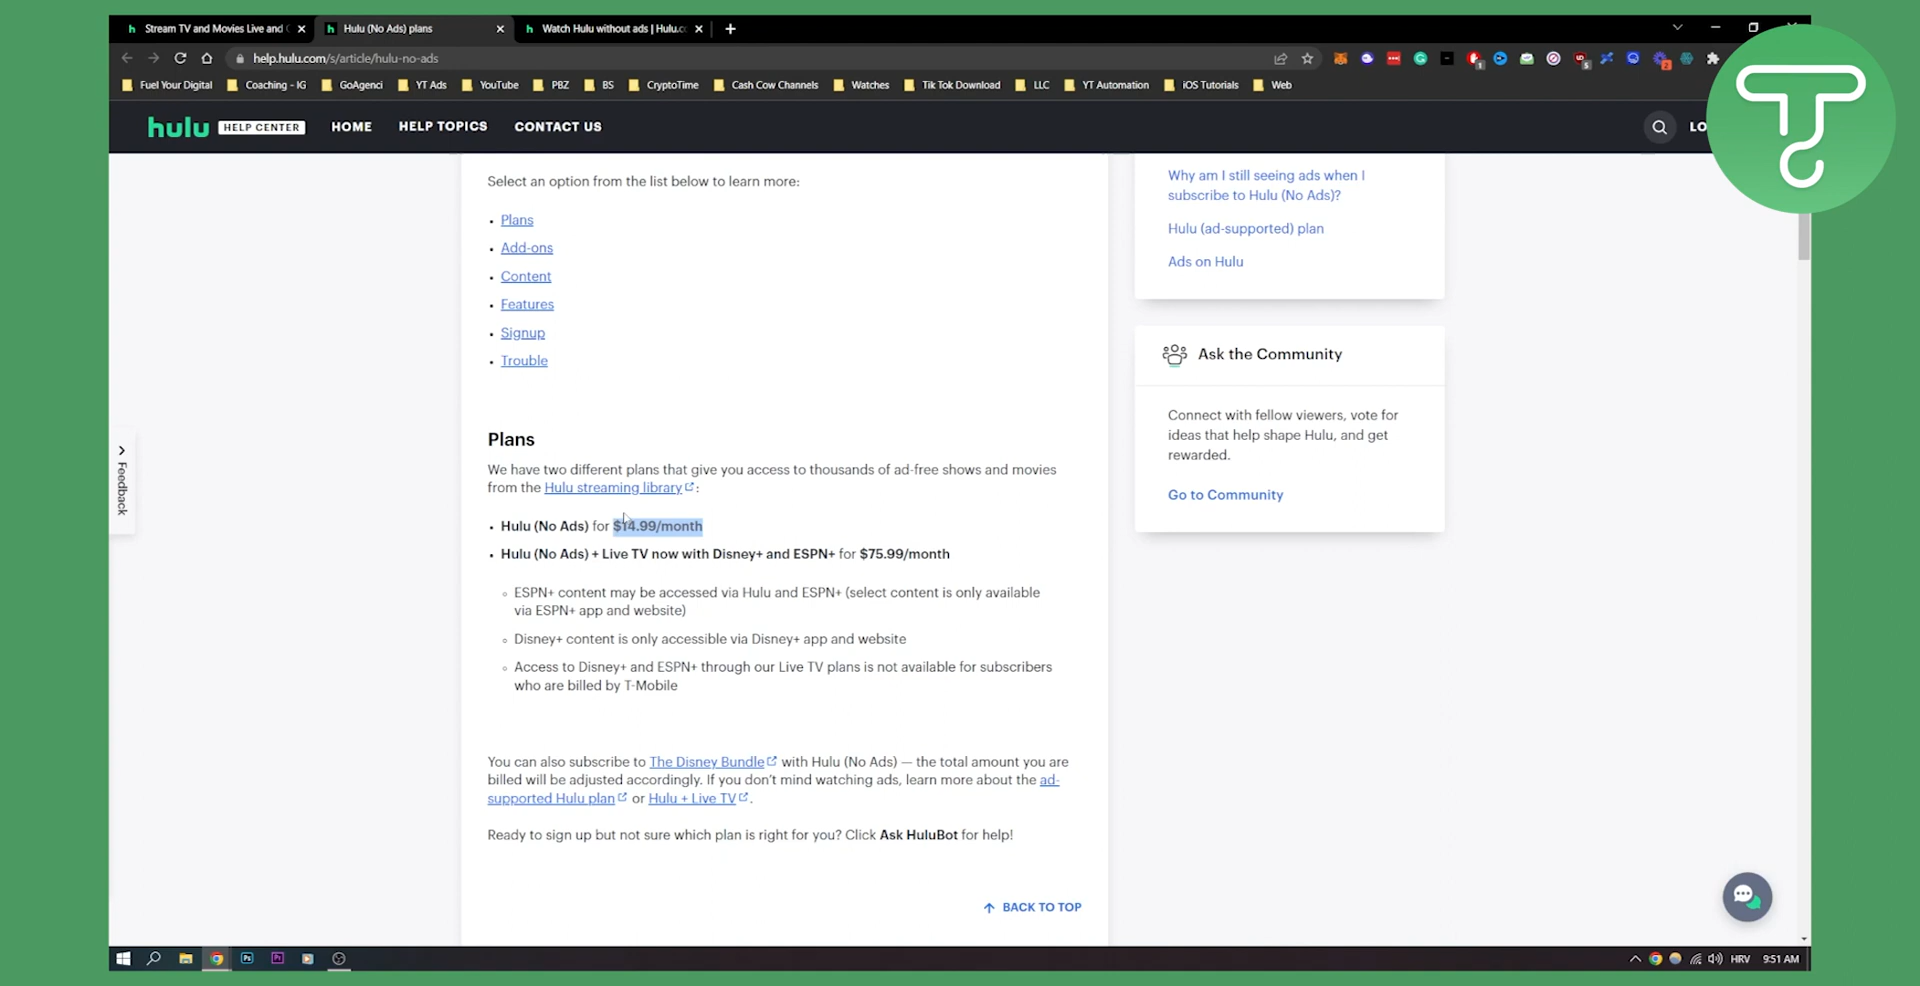 Stream TV and Movies Live and
Hulu (No Ads) plans
Watch Hulu without ads | Hulu.c
help.hulu.com/s/article/hulu-no-ads
Fuel Your Digital
Coaching - IG
GoAgenci
YT Ads
YouTube
PBZ
BS
CryptoTime
Cash Cow Channels
Watches
Tik Tok Download
LLC
YT Automation
iOS Tutorials
Web
hulu HELP CENTER
HOME
HELP TOPICS
CONTACT US
LO
Select an option from the list below to learn more:
• Plans
• Add-ons
• Content
• Features
• Signup
• Trouble
Plans
We have two different plans that give you access to thousands of ad-free shows and movies
from the Hulu streaming library :
• Hulu (No Ads) for $14.99/month
• Hulu (No Ads) + Live TV now with Disney+ and ESPN+ for $75.99/month
◦ ESPN+ content may be accessed via Hulu and ESPN+ (select content is only available
via ESPN+ app and website)
◦ Disney+ content is only accessible via Disney+ app and website
◦ Access to Disney+ and ESPN+ through our Live TV plans is not available for subscribers
who are billed by T-Mobile
You can also subscribe to The Disney Bundle with Hulu (No Ads) — the total amount you are
billed will be adjusted accordingly. If you don't mind watching ads, learn more about the ad-
supported Hulu plan or Hulu + Live TV .
Ready to sign up but not sure which plan is right for you? Click Ask HuluBot for help!
BACK TO TOP
Why am I still seeing ads when I
subscribe to Hulu (No Ads)?
Hulu (ad-supported) plan
Ads on Hulu
Ask the Community
Connect with fellow viewers, vote for
ideas that help shape Hulu, and get
rewarded.
Go to Community
Feedback
Ps
Pr
HRV
9:51 AM